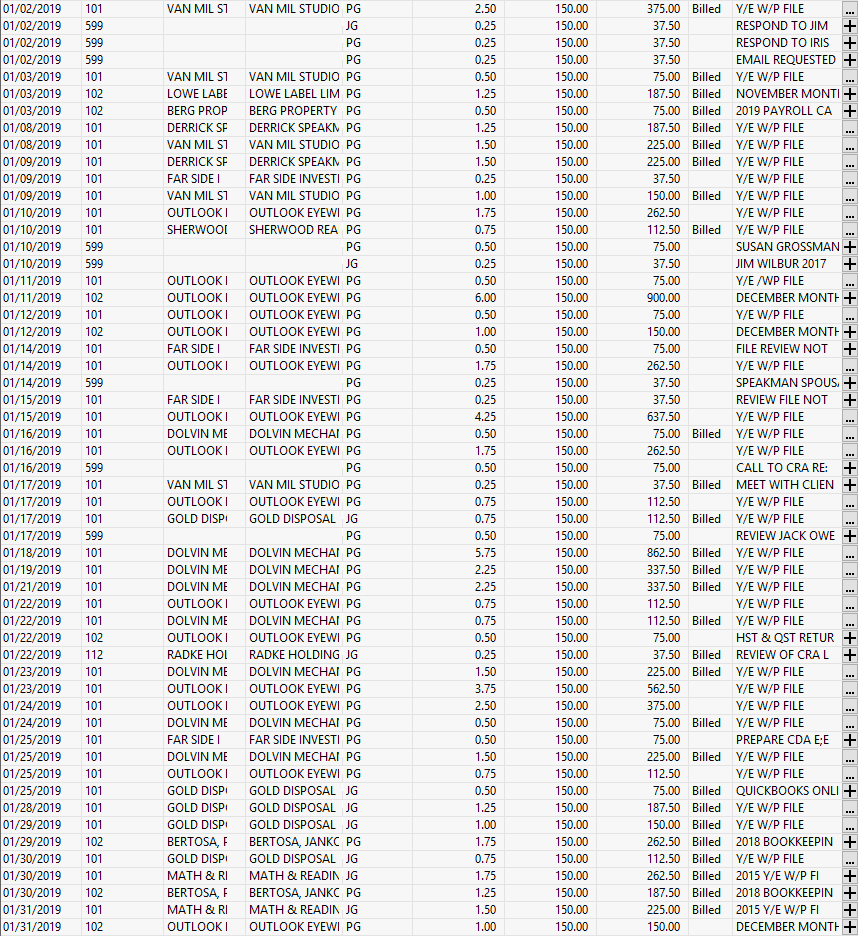 01/02/2019 101 VAN MIL ST VAN MIL STUDIO PG 2.50 150.00 375.00 Billed Y/E W/P FILE ...
01/02/2019 599 JG 0.25 150.00 37.50 RESPOND TO JIM +
01/02/2019 599 PG 0.25 150.00 37.50 RESPOND TO IRIS +
01/02/2019 599 PG 0.25 150.00 37.50 EMAIL REQUESTED +
01/03/2019 101 VAN MIL ST VAN MIL STUDIO PG 0.50 150.00 75.00 Billed Y/E W/P FILE ...
01/03/2019 102 LOWE LABE LOWE LABEL LIM PG 1.25 150.00 187.50 Billed NOVEMBER MONTH +
01/03/2019 102 BERG PROP BERG PROPERTY PG 0.50 150.00 75.00 Billed 2019 PAYROLL CA +
01/08/2019 101 DERRICK SP DERRICK SPEAKM PG 1.25 150.00 187.50 Billed Y/E W/P FILE ...
01/08/2019 101 VAN MIL ST VAN MIL STUDIO PG 1.50 150.00 225.00 Billed Y/E W/P FILE ...
01/09/2019 101 DERRICK SP DERRICK SPEAKM PG 1.50 150.00 225.00 Billed Y/E W/P FILE ...
01/09/2019 101 FAR SIDE I FAR SIDE INVESTI PG 0.25 150.00 37.50 Y/E W/P FILE ...
01/09/2019 101 VAN MIL ST VAN MIL STUDIO PG 1.00 150.00 150.00 Billed Y/E W/P FILE ...
01/10/2019 101 OUTLOOK I OUTLOOK EYEWI PG 1.75 150.00 262.50 Y/E W/P FILE ...
01/10/2019 101 SHERWOOD SHERWOOD REA PG 0.75 150.00 112.50 Billed Y/E W/P FILE ...
01/10/2019 599 PG 0.50 150.00 75.00 SUSAN GROSSMAN +
01/10/2019 599 JG 0.25 150.00 37.50 JIM WILBUR 2017 +
01/11/2019 101 OUTLOOK I OUTLOOK EYEWI PG 0.50 150.00 75.00 Y/E /WP FILE ...
01/11/2019 102 OUTLOOK I OUTLOOK EYEWI PG 6.00 150.00 900.00 DECEMBER MONTH +
01/12/2019 101 OUTLOOK I OUTLOOK EYEWI PG 0.50 150.00 75.00 Y/E W/P FILE ...
01/12/2019 102 OUTLOOK I OUTLOOK EYEWI PG 1.00 150.00 150.00 DECEMBER MONTH +
01/14/2019 101 FAR SIDE I FAR SIDE INVESTI PG 0.50 150.00 75.00 FILE REVIEW NOT +
01/14/2019 101 OUTLOOK I OUTLOOK EYEWI PG 1.75 150.00 262.50 Y/E W/P FILE ...
01/14/2019 599 PG 0.25 150.00 37.50 SPEAKMAN SPOUSA +
01/15/2019 101 FAR SIDE I FAR SIDE INVESTI PG 0.25 150.00 37.50 REVIEW FILE NOT +
01/15/2019 101 OUTLOOK I OUTLOOK EYEWI PG 4.25 150.00 637.50 Y/E W/P FILE ...
01/16/2019 101 DOLVIN ME DOLVIN MECHAN PG 0.50 150.00 75.00 Billed Y/E W/P FILE ...
01/16/2019 101 OUTLOOK I OUTLOOK EYEWI PG 1.75 150.00 262.50 Y/E W/P FILE ...
01/16/2019 599 PG 0.50 150.00 75.00 CALL TO CRA RE: +
01/17/2019 101 VAN MIL ST VAN MIL STUDIO PG 0.25 150.00 37.50 Billed MEET WITH CLIEN +
01/17/2019 101 OUTLOOK I OUTLOOK EYEWI PG 0.75 150.00 112.50 Y/E W/P FILE ...
01/17/2019 101 GOLD DISP GOLD DISPOSAL JG 0.75 150.00 112.50 Billed Y/E W/P FILE ...
01/17/2019 599 PG 0.50 150.00 75.00 REVIEW JACK OWE +
01/18/2019 101 DOLVIN ME DOLVIN MECHAN PG 5.75 150.00 862.50 Billed Y/E W/P FILE ...
01/19/2019 101 DOLVIN ME DOLVIN MECHAN PG 2.25 150.00 337.50 Billed Y/E W/P FILE ...
01/21/2019 101 DOLVIN ME DOLVIN MECHAN PG 2.25 150.00 337.50 Billed Y/E W/P FILE ...
01/22/2019 101 OUTLOOK I OUTLOOK EYEWI PG 0.75 150.00 112.50 Y/E W/P FILE ...
01/22/2019 101 DOLVIN ME DOLVIN MECHAN PG 0.75 150.00 112.50 Billed Y/E W/P FILE ...
01/22/2019 102 OUTLOOK I OUTLOOK EYEWI PG 0.50 150.00 75.00 HST & QST RETUR +
01/22/2019 112 RADKE HOL RADKE HOLDING JG 0.25 150.00 37.50 Billed REVIEW OF CRA L +
01/23/2019 101 DOLVIN ME DOLVIN MECHAN PG 1.50 150.00 225.00 Billed Y/E W/P FILE ...
01/23/2019 101 OUTLOOK I OUTLOOK EYEWI PG 3.75 150.00 562.50 Y/E W/P FILE ...
01/24/2019 101 OUTLOOK I OUTLOOK EYEWI PG 2.50 150.00 375.00 Y/E W/P FILE ...
01/24/2019 101 DOLVIN ME DOLVIN MECHAN PG 0.50 150.00 75.00 Billed Y/E W/P FILE ...
01/25/2019 101 FAR SIDE I FAR SIDE INVESTI PG 0.50 150.00 75.00 PREPARE CDA E;E +
01/25/2019 101 DOLVIN ME DOLVIN MECHAN PG 1.50 150.00 225.00 Billed Y/E W/P FILE ...
01/25/2019 101 OUTLOOK I OUTLOOK EYEWI PG 0.75 150.00 112.50 Y/E W/P FILE ...
01/25/2019 101 GOLD DISP GOLD DISPOSAL JG 0.50 150.00 75.00 Billed QUICKBOOKS ONLI +
01/28/2019 101 GOLD DISP GOLD DISPOSAL JG 1.25 150.00 187.50 Billed Y/E W/P FILE ...
01/29/2019 101 GOLD DISP GOLD DISPOSAL JG 1.00 150.00 150.00 Billed Y/E W/P FILE ...
01/29/2019 102 BERTOSA, F BERTOSA, JANKO PG 1.75 150.00 262.50 Billed 2018 BOOKKEEPIN +
01/30/2019 101 GOLD DISP GOLD DISPOSAL JG 0.75 150.00 112.50 Billed Y/E W/P FILE ...
01/30/2019 101 MATH & RI MATH & READIN JG 1.75 150.00 262.50 Billed 2015 Y/E W/P FI +
01/30/2019 102 BERTOSA, F BERTOSA, JANKO PG 1.25 150.00 187.50 Billed 2018 BOOKKEEPIN +
01/31/2019 101 MATH & RI MATH & READIN JG 1.50 150.00 225.00 Billed 2015 Y/E W/P FI +
01/31/2019 102 OUTLOOK I OUTLOOK EYEWI PG 1.00 150.00 150.00 DECEMBER MONTH +